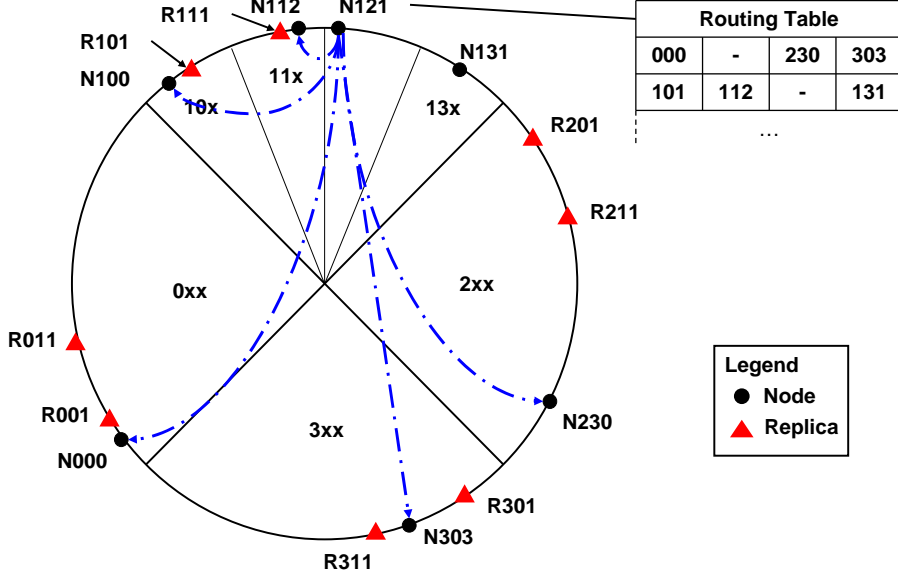 R111
N112
N121
Routing Table
000 - 230 303
101 112 - 131
…
R101
N100
N131
11x
10x
13x
R201
R211
0xx
2xx
R011
R001
N000
3xx
N230
R301
N303
R311
Legend
Node
Replica